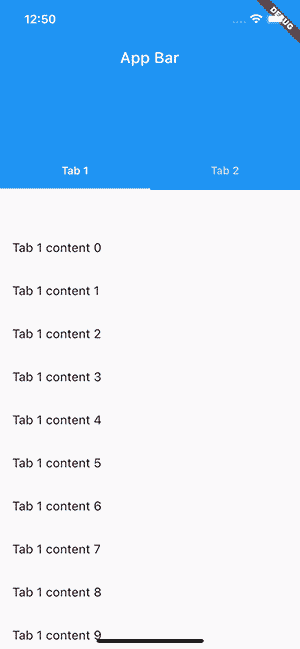 12:50
DEBUG
App Bar
Tab 1 Tab 2
Tab 1 content 0
Tab 1 content 1
Tab 1 content 2
Tab 1 content 3
Tab 1 content 4
Tab 1 content 5
Tab 1 content 6
Tab 1 content 7
Tab 1 content 8
Tab 1 content 9